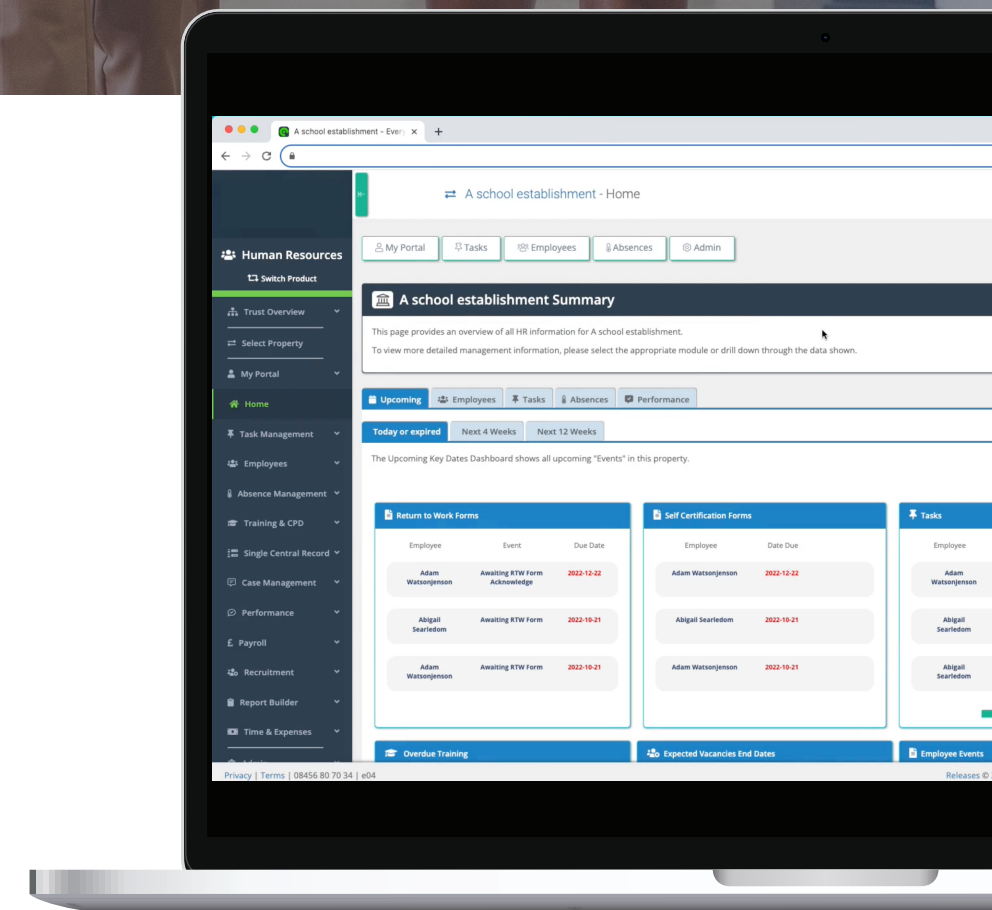 A school establishment - Every
A school establishment - Home
Human Resources
Switch Product
Trust Overview
Select Property
My Portal
Home
Task Management
Employees
Absence Management
Training & CPD
Single Central Record
Case Management
Performance
Payroll
Recruitment
Report Builder
Time & Expenses
My Portal
Tasks
Employees
Absences
Admin
A school establishment Summary
This page provides an overview of all HR information for A school establishment.
To view more detailed management information, please select the appropriate module or drill down through the data shown.
Upcoming
Employees
Tasks
Absences
Performance
Today or expired
Next 4 Weeks
Next 12 Weeks
The Upcoming Key Dates Dashboard shows all upcoming "Events" in this property.
Return to Work Forms
Employee Event Due Date
Adam Awaiting RTW Form 2022-12-22
Watsonjenson Acknowledge
Abigail Awaiting RTW Form 2022-10-21
Searledom
Adam Awaiting RTW Form 2022-10-21
Watsonjenson
Self Certification Forms
Employee Date Due
Adam Watsonjenson 2022-12-22
Abigail Searledom 2022-10-21
Adam Watsonjenson 2022-10-21
Tasks
Employee
Adam
Watsonjenson
Abigail
Searledom
Abigail
Searledom
Overdue Training
Expected Vacancies End Dates
Employee Events
Privacy | Terms | 08456 80 70 34 | e04
Releases ©